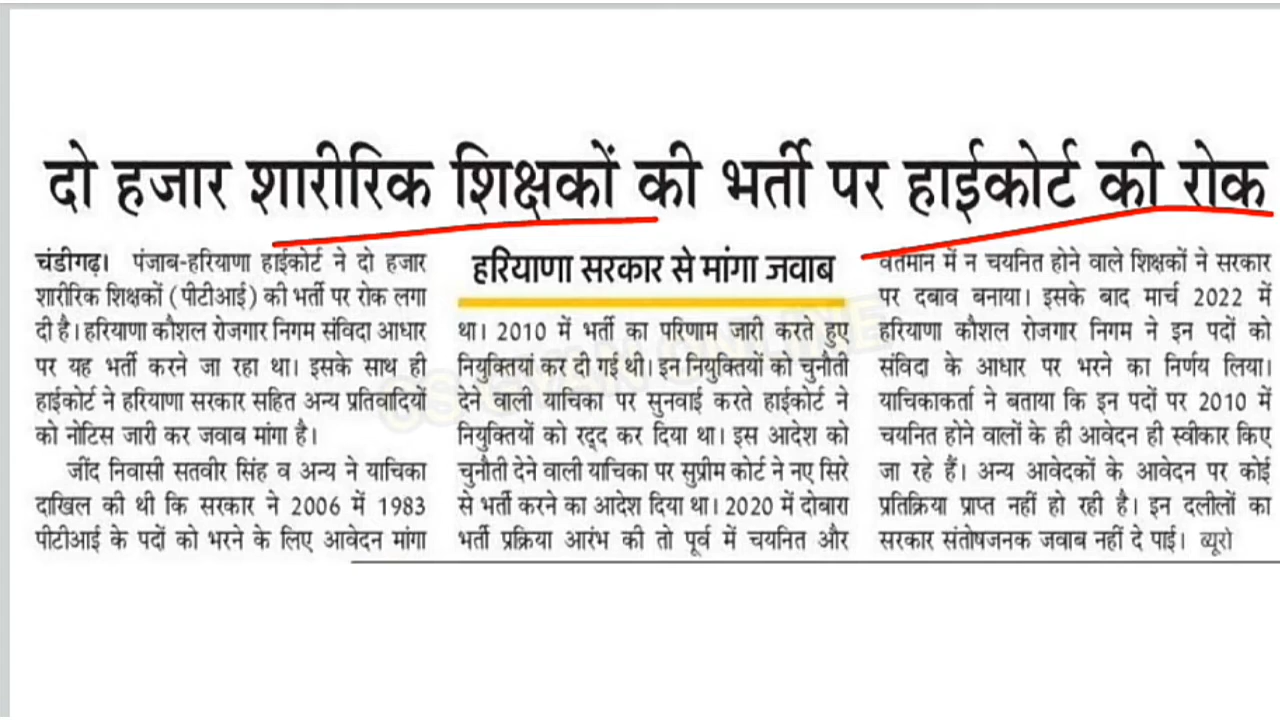 दो हजार शारीरिक शिक्षकों की भर्ती पर हाईकोर्ट की रोक
चंडीगढ़। पंजाब-हरियाणा हाईकोर्ट ने दो हजार
शारीरिक शिक्षकों (पीटीआई) की भर्ती पर रोक लगा
दी है। हरियाणा कौशल रोजगार निगम संविदा आधार
पर यह भर्ती करने जा रहा था। इसके साथ ही
हाईकोर्ट ने हरियाणा सरकार सहित अन्य प्रतिवादियों
को नोटिस जारी कर जवाब मांगा है।
जींद निवासी सतवीर सिंह व अन्य ने याचिका
दाखिल की थी कि सरकार ने 2006 में 1983
पीटीआई के पदों को भरने के लिए आवेदन मांगा
हरियाणा सरकार से मांगा जवाब
था। 2010 में भर्ती का परिणाम जारी करते हुए
नियुक्तियां कर दी गई थी। इन नियुक्तियों को चुनौती
देने वाली याचिका पर सुनवाई करते हाईकोर्ट ने
नियुक्तियों को रद्द कर दिया था। इस आदेश को
चुनौती देने वाली याचिका पर सुप्रीम कोर्ट ने नए सिरे
से भर्ती करने का आदेश दिया था। 2020 में दोबारा
भर्ती प्रक्रिया आरंभ की तो पूर्व में चयनित और
वर्तमान में न चयनित होने वाले शिक्षकों ने सरकार
पर दबाव बनाया। इसके बाद मार्च 2022 में
हरियाणा कौशल रोजगार निगम ने इन पदों को
संविदा के आधार पर भरने का निर्णय लिया।
याचिकाकर्ता ने बताया कि इन पदों पर 2010 में
चयनित होने वालों के ही आवेदन ही स्वीकार किए
जा रहे हैं। अन्य आवेदकों के आवेदन पर कोई
प्रतिक्रिया प्राप्त नहीं हो रही है। इन दलीलों का
सरकार संतोषजनक जवाब नहीं दे पाई। ब्यूरो